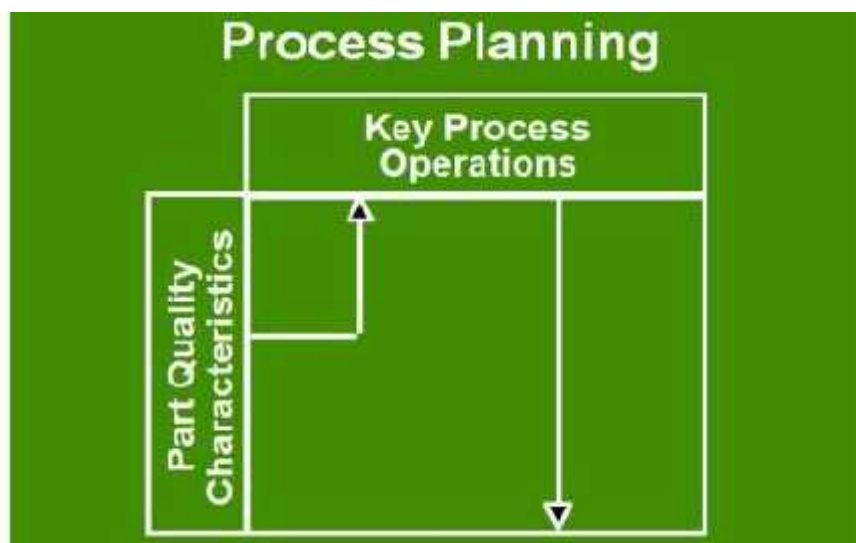 Process Planning
Key Process
Operations
Part Quality
Characteristics